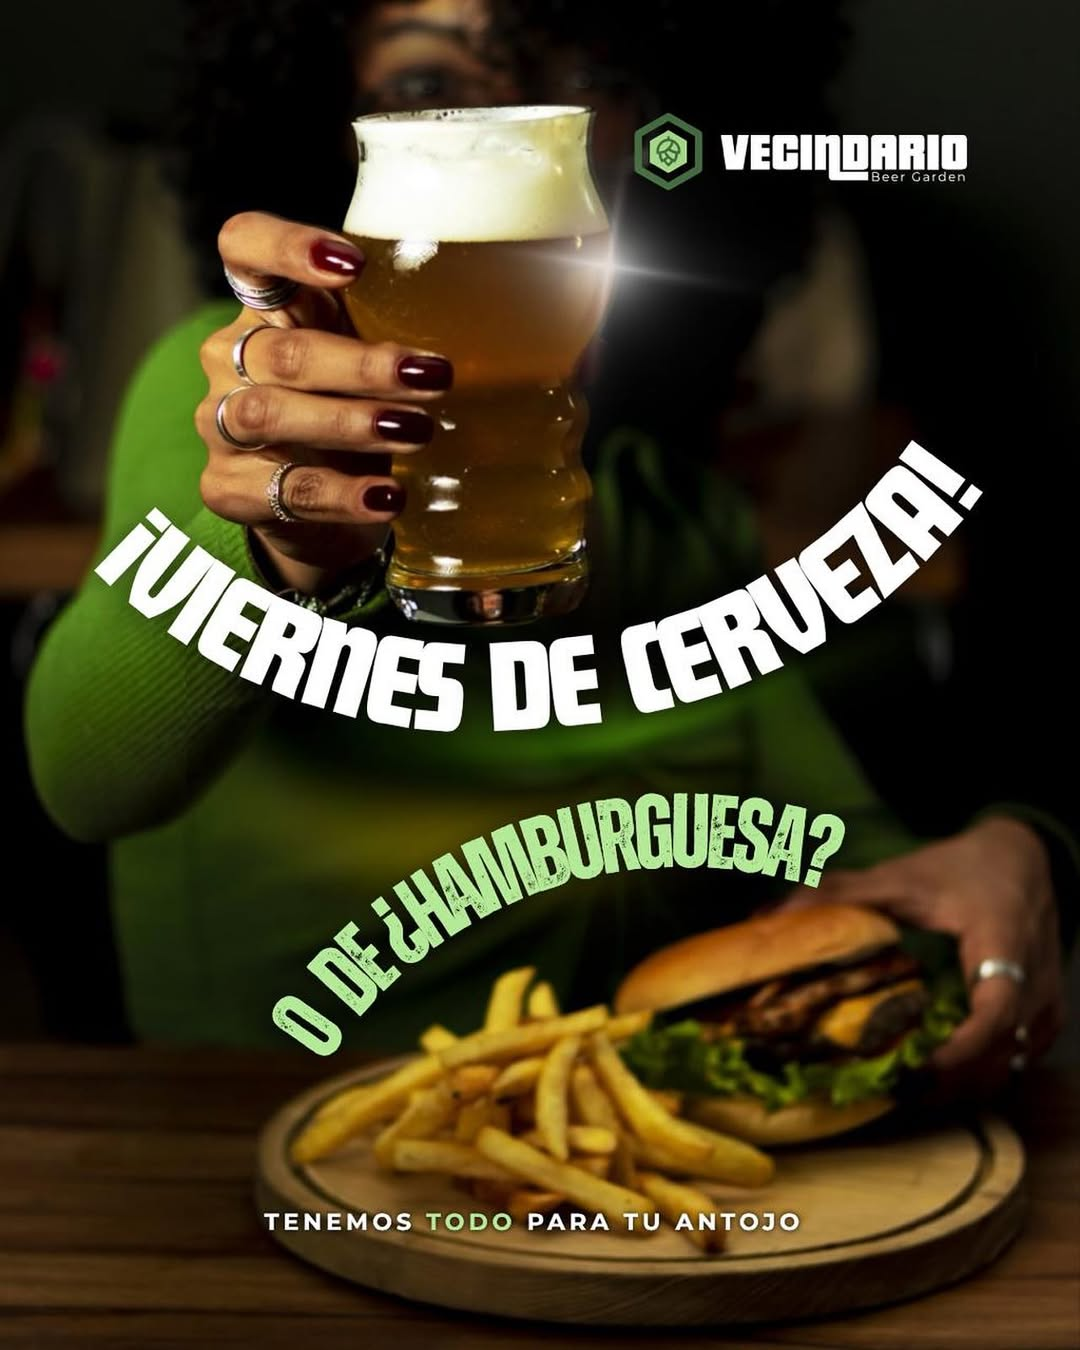 VECINDARIO
Beer Garden
¡VIERNES DE CERVEZA!
O DE ¿HAMBURGUESA?
TENEMOS TODO PARA TU ANTOJO